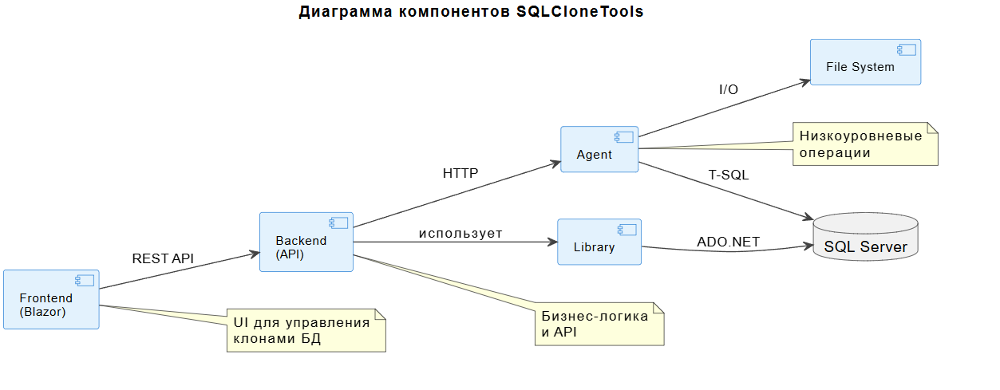 Диаграмма компонентов SQLCloneTools
File System
I/O
Низкоуровневые
операции
Agent
HTTP
T-SQL
Backend
(API)
использует
Library
ADO.NET
SQL Server
REST API
Frontend
(Blazor)
UI для управления
клонами БД
Бизнес-логика
и API